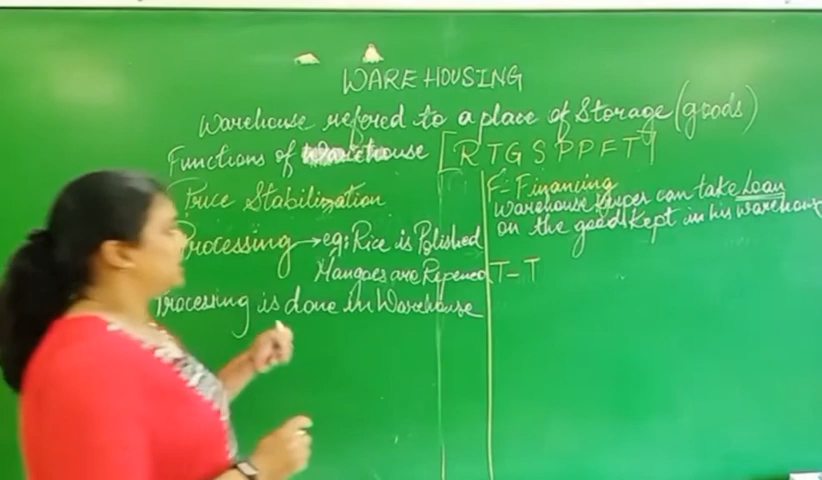 WAREHOUSING
Warehouse refered to a place of Storage (goods)
Functions of Warehouse [RTGSPPFT]
Price Stabilization
Processing → eg: Rice is Polished
Mangoes are Ripened
Processing is done in Warehouse
F- Financing
Warehouse keeper can take Loan
on the goods kept in his warehouse
T-T